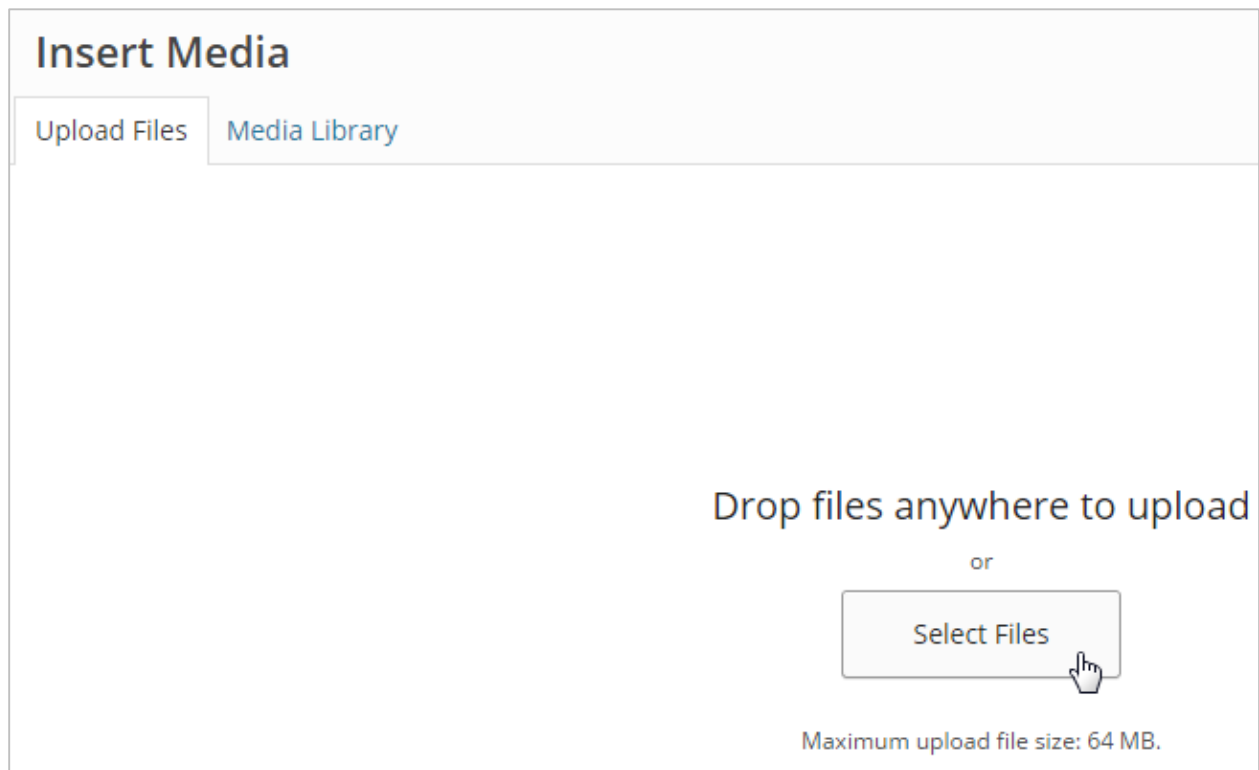 Insert Media
Upload Files Media Library
Drop files anywhere to upload
or
Select Files
Maximum upload file size: 64 MB.